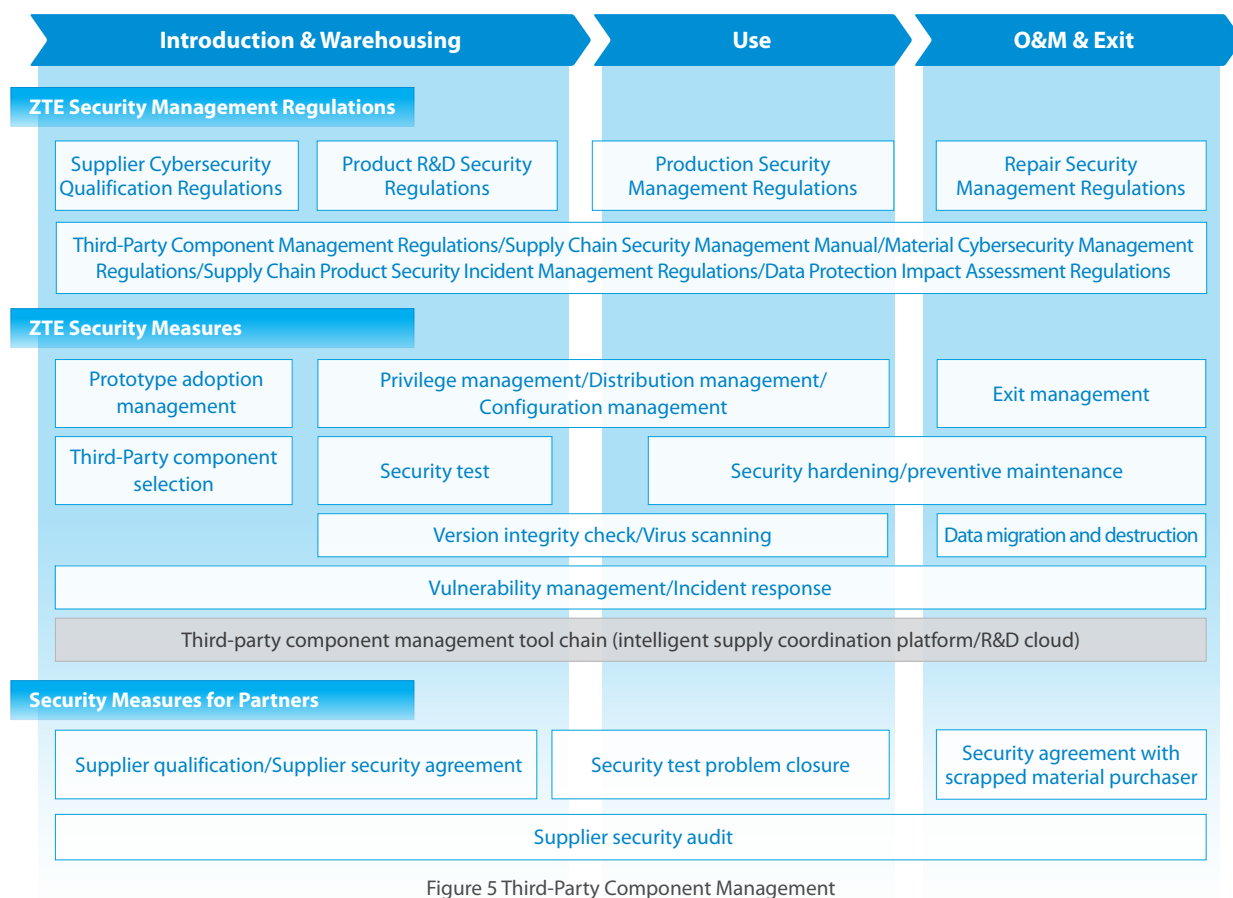 Introduction & Warehousing
Use
O&M & Exit
ZTE Security Management Regulations
Supplier Cybersecurity
Qualification Regulations
Product R&D Security
Regulations
Production Security
Management Regulations
Repair Security
Management Regulations
Third-Party Component Management Regulations/Supply Chain Security Management Manual/Material Cybersecurity Management
Regulations/Supply Chain Product Security Incident Management Regulations/Data Protection Impact Assessment Regulations
ZTE Security Measures
Prototype adoption
management
Privilege management/Distribution management/
Configuration management
Exit management
Third-Party component
selection
Security test
Security hardening/preventive maintenance
Version integrity check/Virus scanning
Data migration and destruction
Vulnerability management/Incident response
Third-party component management tool chain (intelligent supply coordination platform/R&D cloud)
Security Measures for Partners
Supplier qualification/Supplier security agreement
Security test problem closure
Security agreement with
scrapped material purchaser
Supplier security audit
Figure 5 Third-Party Component Management